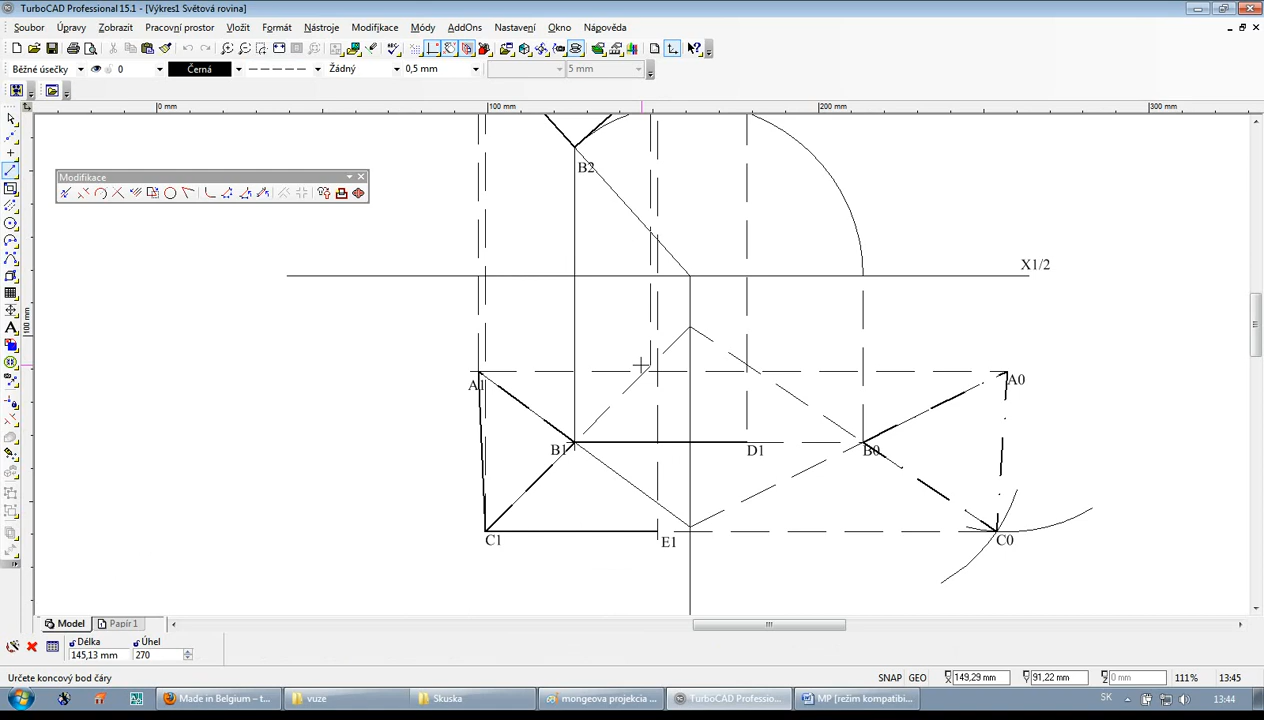 TurboCAD Professional 15.1 - [Výkres1 Světová rovina]
Soubor Úpravy Zobrazit Pracovní prostor Vložit Formát Nástroje Modifikace Módy AddOns Nastavení Okno Nápověda
Běžné úsečky 0 Černá Žádný 0,5 mm 5 mm
0 mm 100 mm 200 mm 300 mm
Modifikace
B2
X1/2
100 mm
A1 A0
B1 D1 B0
C1 E1 C0
Model Papír 1
Délka Úhel
145,13 mm 270
Určete koncový bod čáry SNAP GEO X 149,29 mm Y 91,22 mm Z 0 mm 111% 13:45
Made in Belgium – t... vuze Skuska mongeova projekcia ... TurboCAD Professio... MP [režim kompatibi... SK 13:44